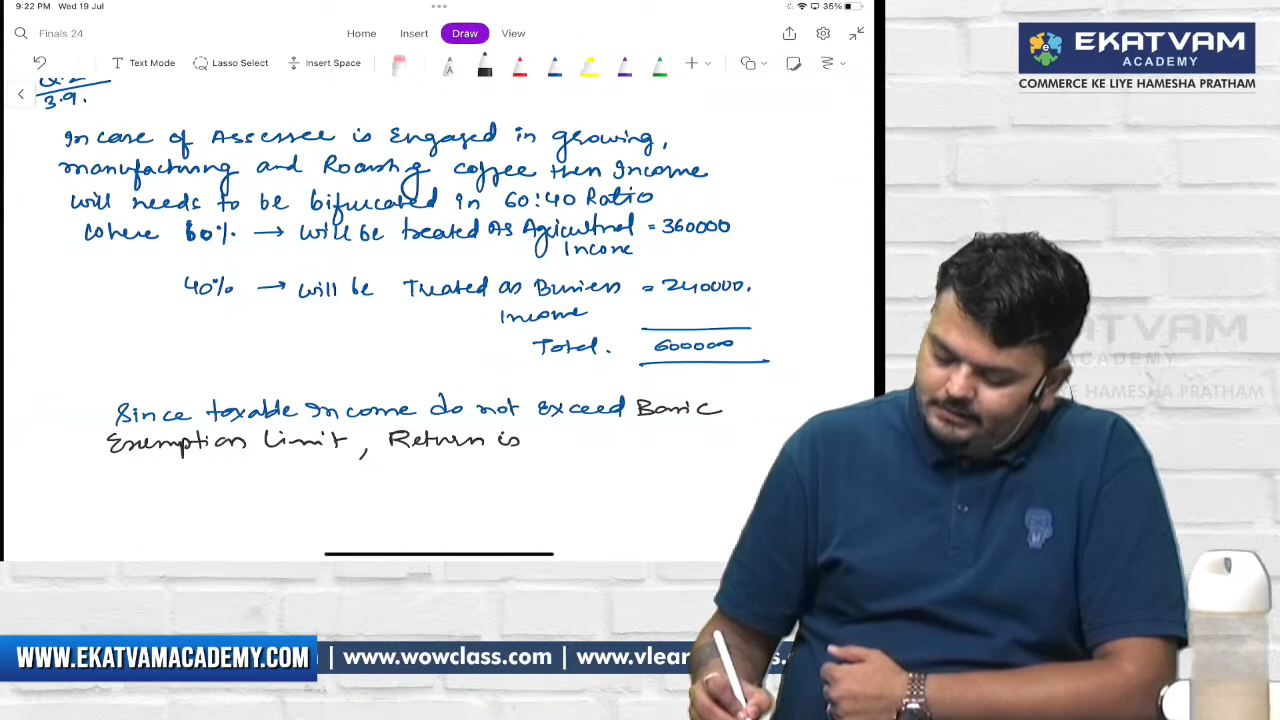 9:22 PM Wed 19 Jul
35%
Finals 24
Home Insert Draw View
Text Mode Lasso Select Insert Space
3.9.
In case of Assessee is Engaged in growing,
manufacturing and Roasting coffee then Income
will needs to be bifurcated in 60:40 Ratio
where 60% → will be treated As Agricultural = 360000
Income
40% → will be Treated as Business = 240000.
Income
Total. 600000
Since taxable Income do not exceed Basic
Exemption Limit, Return is
EKATVAM
ACADEMY
COMMERCE KE LIYE HAMESHA PRATHAM
EKATVAM
ACADEMY
HAMESHA PRATHAM
WWW.EKATVAMACADEMY.COM | www.wowclass.com | www.vlear